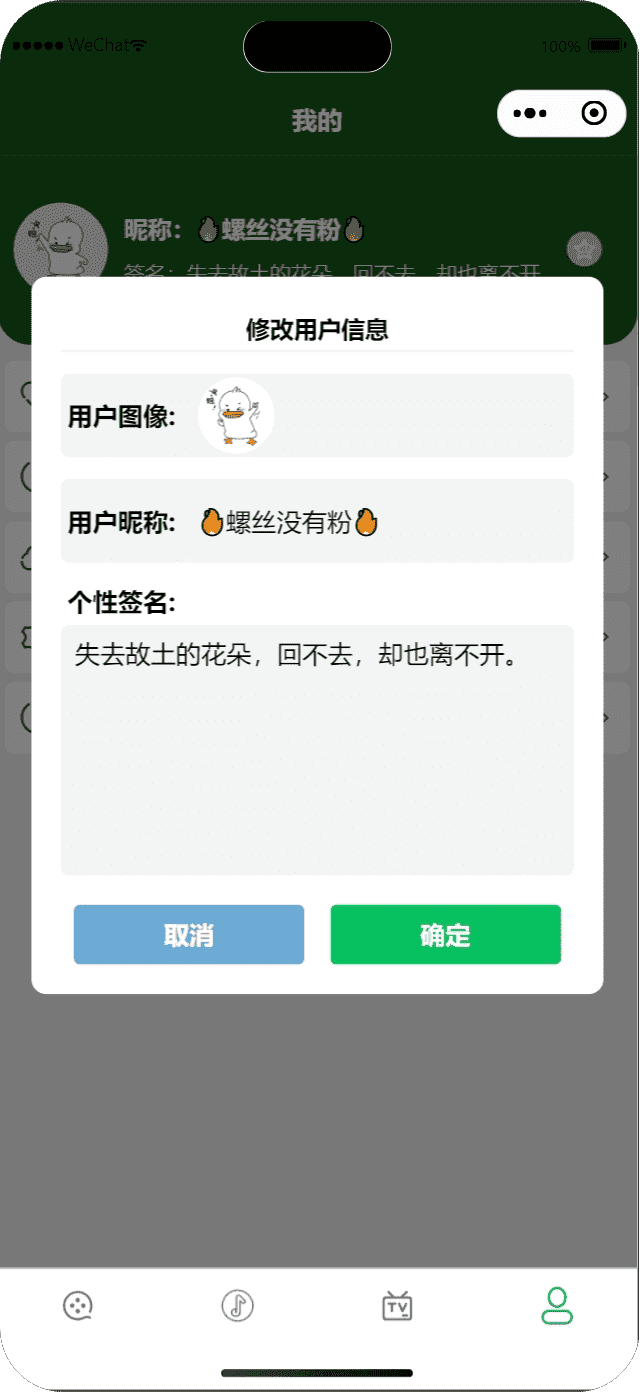 WeChat
100%
我的
昵称：螺丝没有粉
签名：失去故土的花朵，回不去，却也离不开
修改用户信息
用户图像:
用户昵称: 螺丝没有粉
个性签名:
失去故土的花朵，回不去，却也离不开。
取消
确定
TV